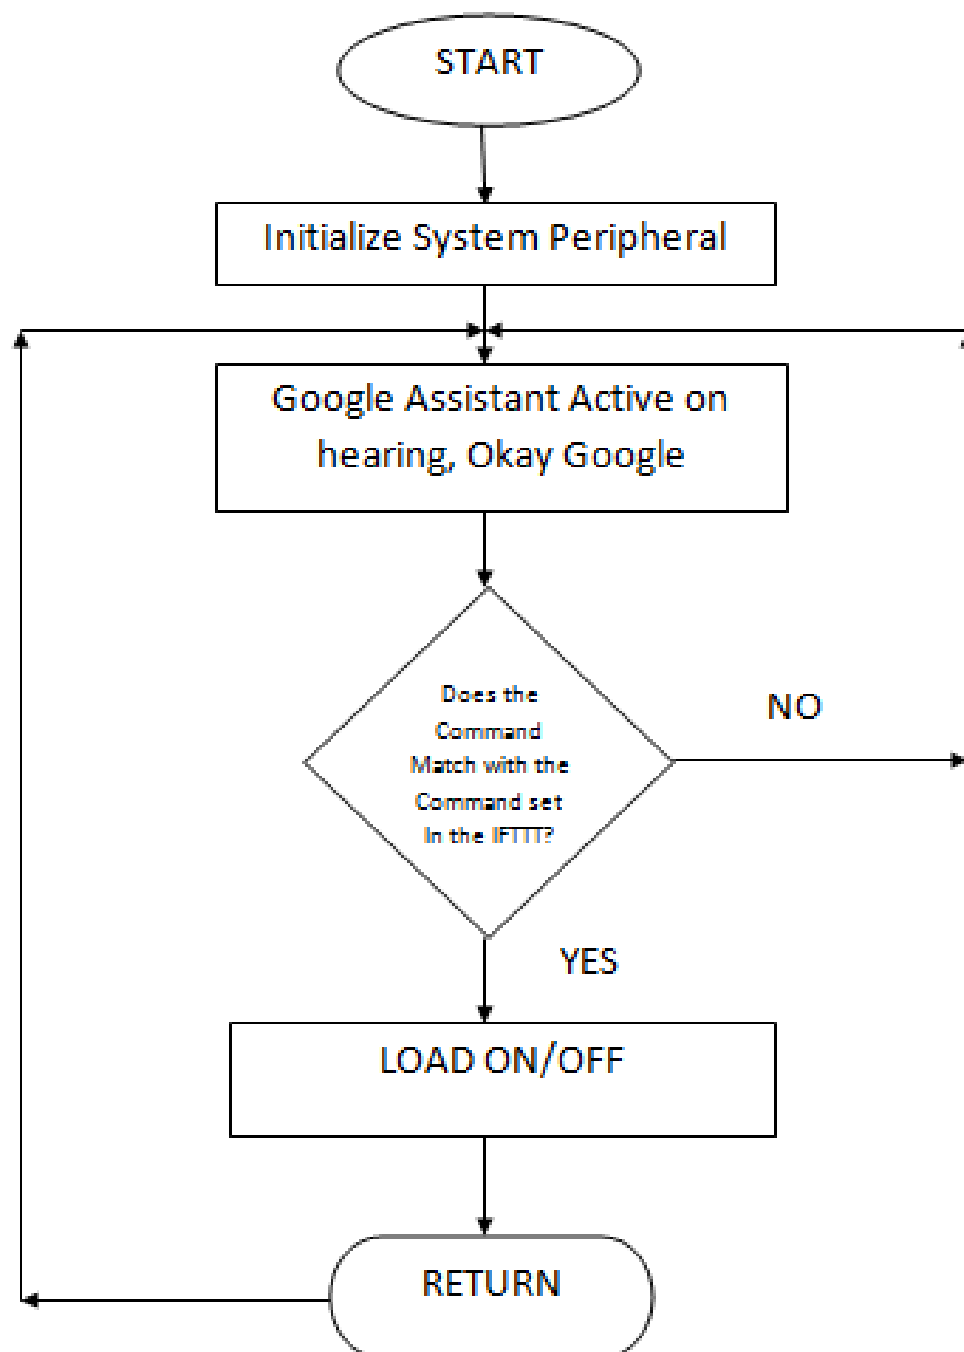 START
Initialize System Peripheral
Google Assistant Active on
hearing, Okay Google
Does the
Command
Match with the
Command set
In the IFTTT?
NO
YES
LOAD ON/OFF
RETURN